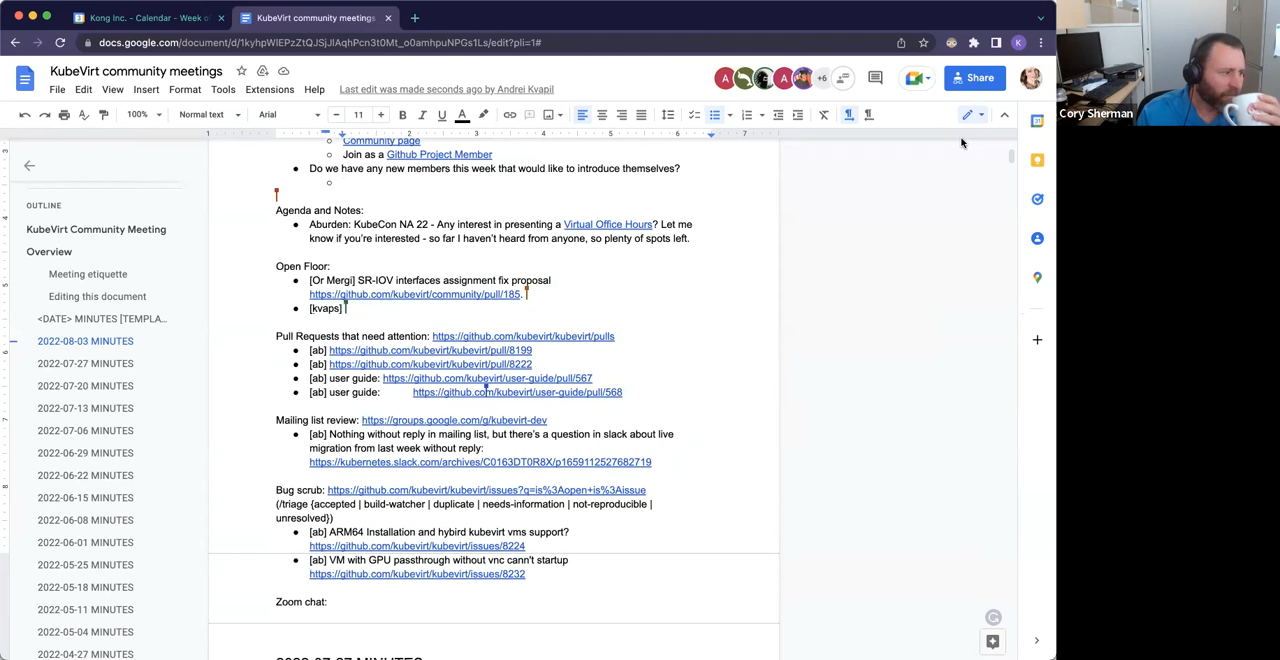 Kong Inc. - Calendar - Week o
KubeVirt community meetings
docs.google.com/document/d/1kyhpWlEPzZtQJSjJlAqhPcn3t0Mt_o0amhpuNPGs1Ls/edit?pli=1#
K
KubeVirt community meetings
A
A
+6
Share
File Edit View Insert Format Tools Extensions Help Last edit was made seconds ago by Andrei Kvapil
100% Normal text Arial 11 B I U A
Cory Sherman
1 1 2 3 4 5 6 7
OUTLINE
KubeVirt Community Meeting
Overview
Meeting etiquette
Editing this document
<DATE> MINUTES [TEMPLA...
2022-08-03 MINUTES
2022-07-27 MINUTES
2022-07-20 MINUTES
2022-07-13 MINUTES
2022-07-06 MINUTES
2022-06-29 MINUTES
2022-06-22 MINUTES
2022-06-15 MINUTES
2022-06-08 MINUTES
2022-06-01 MINUTES
2022-05-25 MINUTES
2022-05-18 MINUTES
2022-05-11 MINUTES
2022-05-04 MINUTES
2022-04-27 MINUTES
Community page
Join as a Github Project Member
Do we have any new members this week that would like to introduce themselves?
Agenda and Notes:
Aburden: KubeCon NA 22 - Any interest in presenting a Virtual Office Hours? Let me
know if you're interested - so far I haven't heard from anyone, so plenty of spots left.
Open Floor:
[Or Mergi] SR-IOV interfaces assignment fix proposal
https://github.com/kubevirt/community/pull/185.
[kvaps]
Pull Requests that need attention: https://github.com/kubevirt/kubevirt/pulls
[ab] https://github.com/kubevirt/kubevirt/pull/8199
[ab] https://github.com/kubevirt/kubevirt/pull/8222
[ab] user guide: https://github.com/kubevirt/user-guide/pull/567
[ab] user guide: https://github.com/kubevirt/user-guide/pull/568
Mailing list review: https://groups.google.com/g/kubevirt-dev
[ab] Nothing without reply in mailing list, but there's a question in slack about live
migration from last week without reply:
https://kubernetes.slack.com/archives/C0163DT0R8X/p1659112527682719
Bug scrub: https://github.com/kubevirt/kubevirt/issues?q=is%3Aopen+is%3Aissue
(/triage {accepted | build-watcher | duplicate | needs-information | not-reproducible |
unresolved})
[ab] ARM64 Installation and hybird kubevirt vms support?
https://github.com/kubevirt/kubevirt/issues/8224
[ab] VM with GPU passthrough without vnc cann't startup
https://github.com/kubevirt/kubevirt/issues/8232
Zoom chat:
2022-07-27 MINUTES